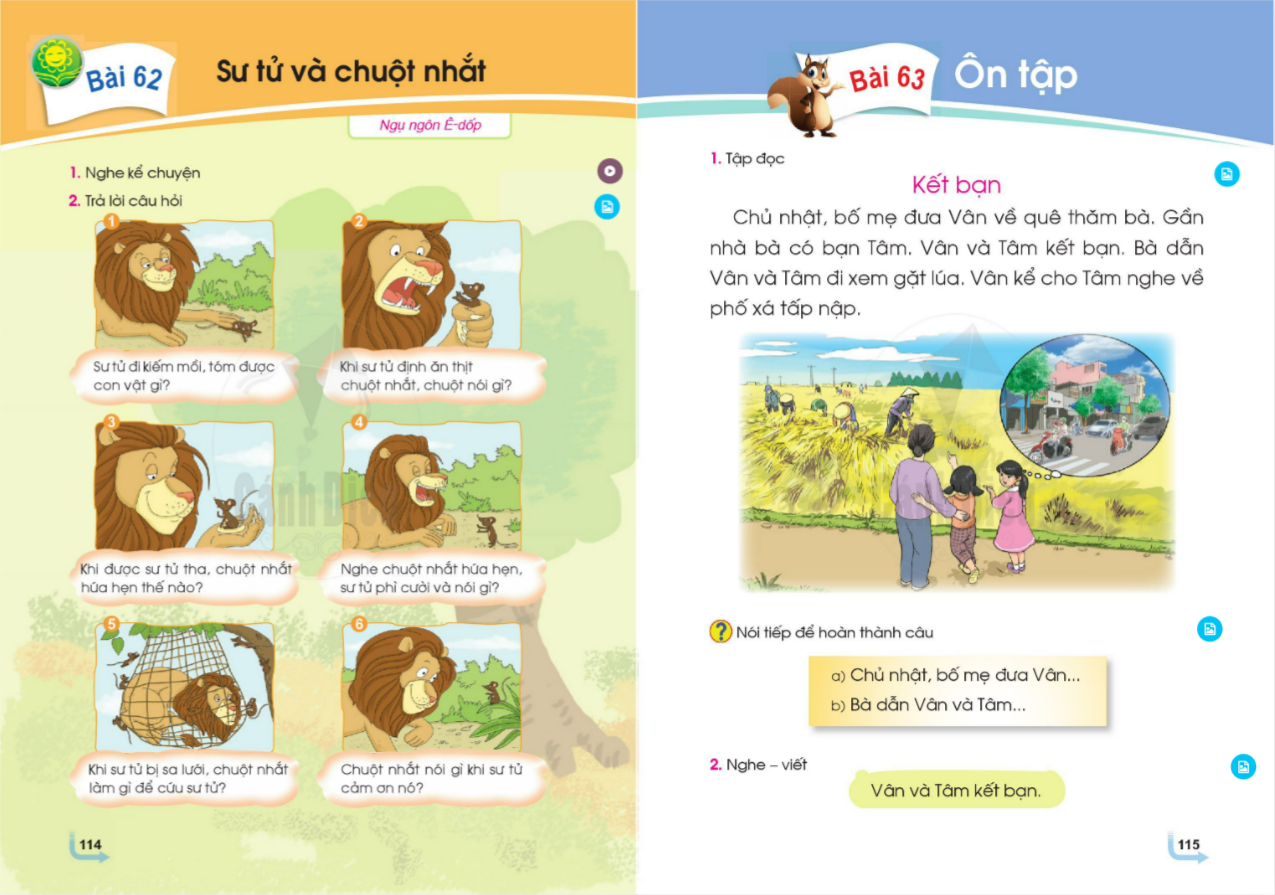 Bài 62
Sư tử và chuột nhắt
Ngụ ngôn Ê-dốp
1. Nghe kể chuyện
2. Trả lời câu hỏi
1
2
Sư tử đi kiếm mồi, tóm được
con vật gì?
Khi sư tử định ăn thịt
chuột nhắt, chuột nói gì?
3
4
Khi được sư tử tha, chuột nhắt
hứa hẹn thế nào?
Nghe chuột nhắt hứa hẹn,
sư tử phì cười và nói gì?
5
6
Khi sư tử bị sa lưới, chuột nhắt
làm gì để cứu sư tử?
Chuột nhắt nói gì khi sư tử
cảm ơn nó?
Cánh Diều
114
Bài 63
Ôn tập
1. Tập đọc
Kết bạn
Chủ nhật, bố mẹ đưa Vân về quê thăm bà. Gần
nhà bà có bạn Tâm. Vân và Tâm kết bạn. Bà dẫn
Vân và Tâm đi xem gặt lúa. Vân kể cho Tâm nghe về
phố xá tấp nập.
? Nói tiếp để hoàn thành câu
a) Chủ nhật, bố mẹ đưa Vân...
b) Bà dẫn Vân và Tâm...
2. Nghe – viết
Vân và Tâm kết bạn.
115